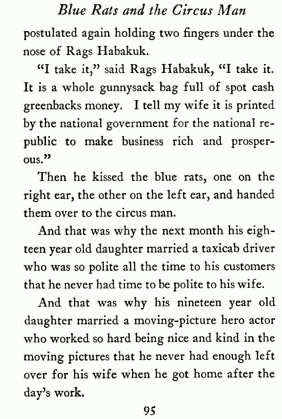 Blue Rats and the Circus Man
postulated again holding two fingers under the
nose of Rags Habakuk.
“I take it,” said Rags Habakuk, “I take it.
It is a whole gunnysack bag full of spot cash
greenbacks money. I tell my wife it is printed
by the national government for the national re-
public to make business rich and prosper-
ous.”
Then he kissed the blue rats, one on the
right ear, the other on the left ear, and handed
them over to the circus man.
And that was why the next month his eigh-
teen year old daughter married a taxicab driver
who was so polite all the time to his customers
that he never had time to be polite to his wife.
And that was why his nineteen year old
daughter married a moving-picture hero actor
who worked so hard being nice and kind in the
moving pictures that he never had enough left
over for his wife when he got home after the
day’s work.
95